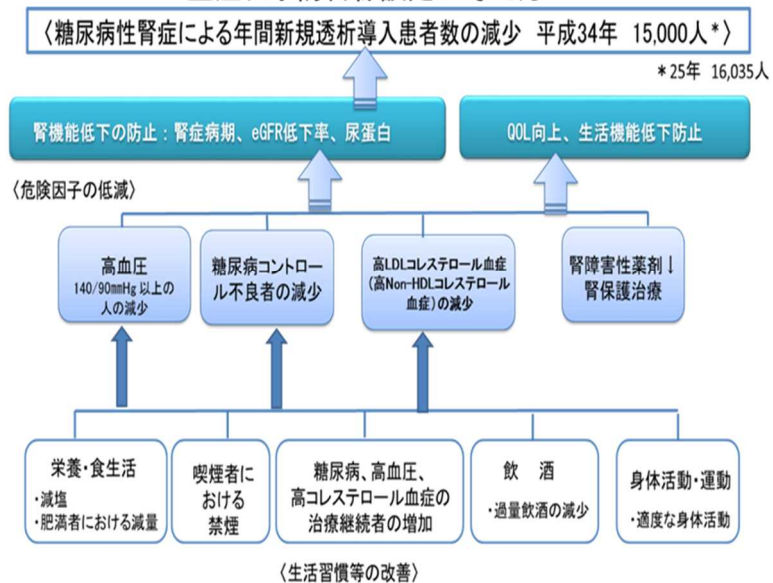 〈糖尿病性腎症による年間新規透析導入患者数の減少 平成34年 15,000人*〉
*25年 16,035人
腎機能低下の防止：腎症病期、eGFR低下率、尿蛋白
QOL向上、生活機能低下防止
〈危険因子の低減〉
高血圧
140/90mmHg 以上の
人の減少
糖尿病コントロー
ル不良者の減少
高LDLコレステロール血症
(高Non-HDLコレステロール
血症)の減少
腎障害性薬剤↓
腎保護治療
栄養・食生活
・減塩
・肥満者における減量
喫煙者に
おける
禁煙
糖尿病、高血圧、
高コレステロール血症の
治療継続者の増加
飲 酒
・過量飲酒の減少
身体活動・運動
・適度な身体活動
〈生活習慣等の改善〉